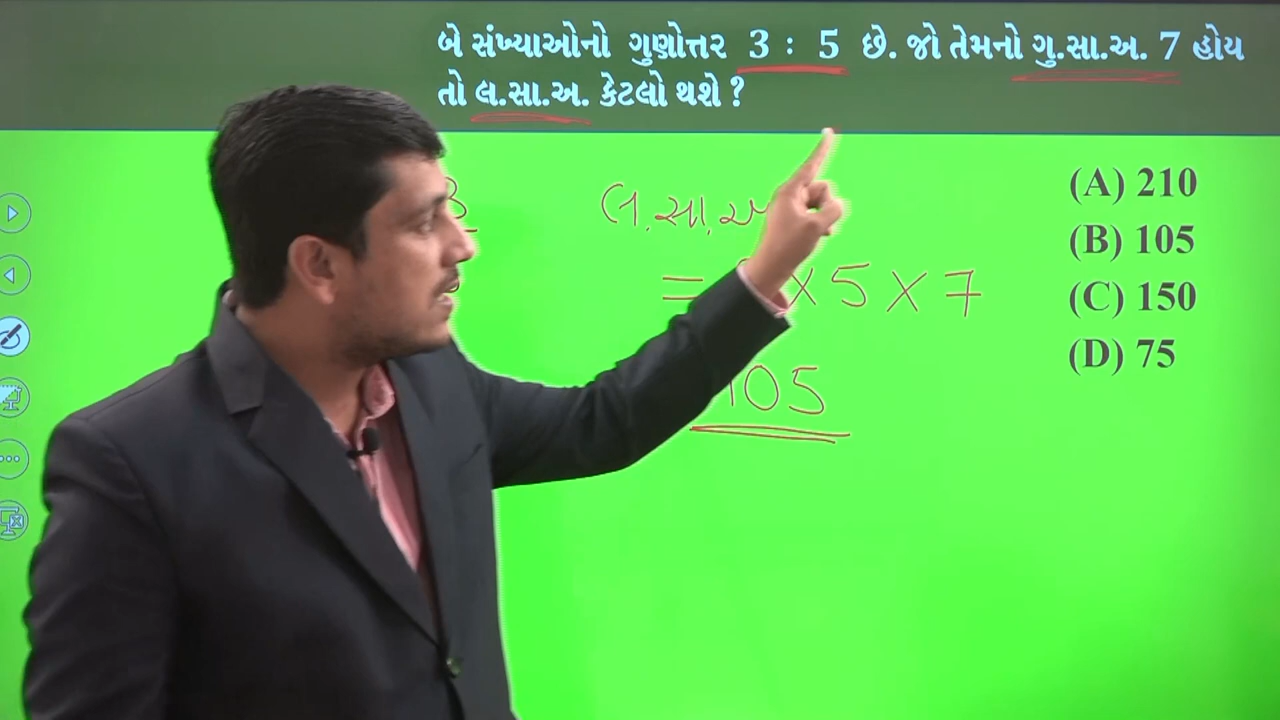 બે સંખ્યાઓનો ગુણોત્તર 3 : 5 છે. જો તેમનો ગુ.સા.અ. 7 હોય
તો લ.સા.અ. કેટલો થશે ?
(A) 210
(B) 105
(C) 150
(D) 75
લ.સા.અ
= × 5 × 7
105